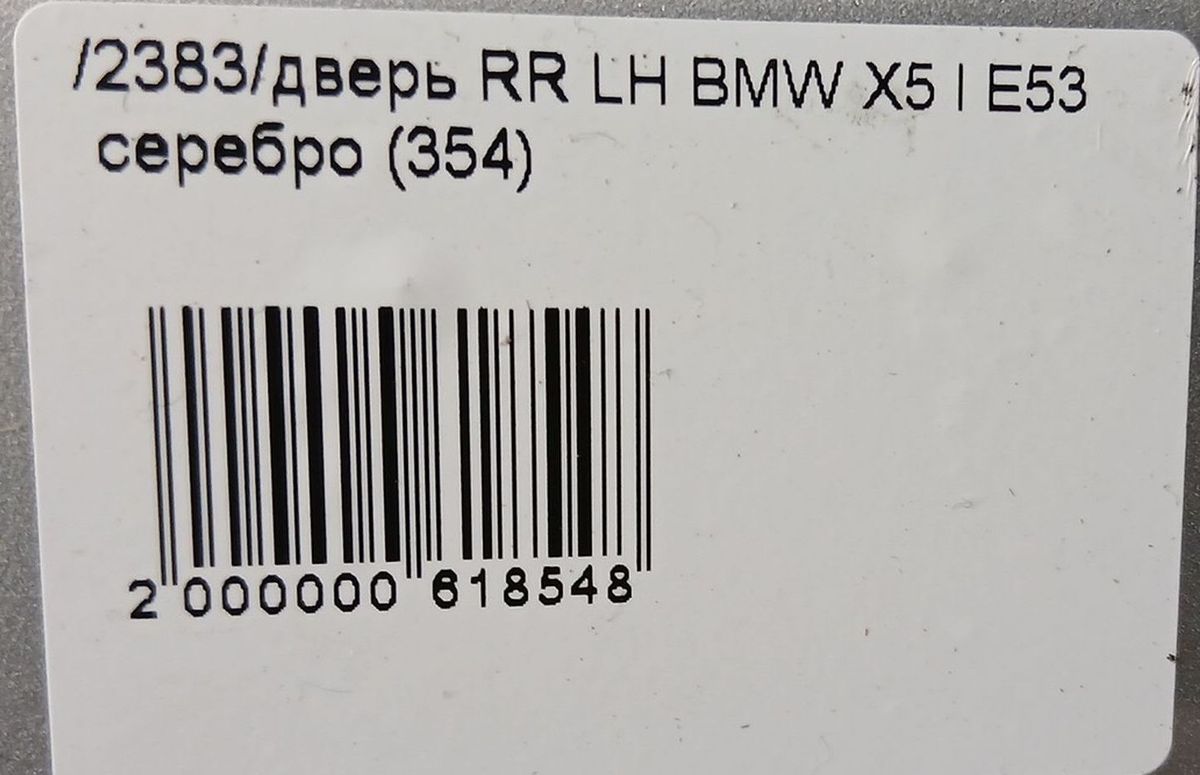 /2383/дверь RR LH BMW X5 I E53
серебро (354)
2 000000 618548